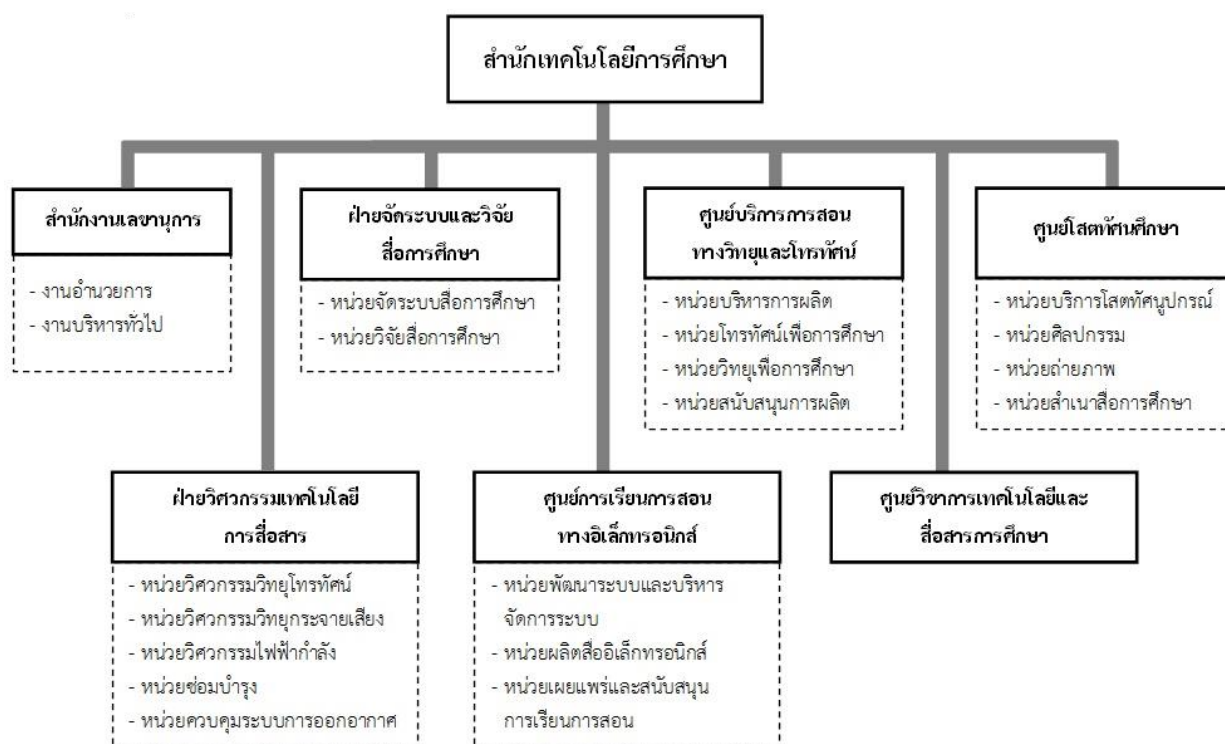 สำนักเทคโนโลยีการศึกษา
สำนักงานเลขานุการ
- งานอำนวยการ
- งานบริหารทั่วไป
ฝ่ายจัดระบบและวิจัย
สื่อการศึกษา
- หน่วยจัดระบบสื่อการศึกษา
- หน่วยวิจัยสื่อการศึกษา
ศูนย์บริการการสอน
ทางวิทยุและโทรทัศน์
- หน่วยบริหารการผลิต
- หน่วยโทรทัศน์เพื่อการศึกษา
- หน่วยวิทยุเพื่อการศึกษา
- หน่วยสนับสนุนการผลิต
ศูนย์โสตทัศนศึกษา
- หน่วยบริการโสตทัศนูปกรณ์
- หน่วยศิลปกรรม
- หน่วยถ่ายภาพ
- หน่วยสำเนาสื่อการศึกษา
ฝ่ายวิศวกรรมเทคโนโลยี
การสื่อสาร
- หน่วยวิศวกรรมวิทยุโทรทัศน์
- หน่วยวิศวกรรมวิทยุกระจายเสียง
- หน่วยวิศวกรรมไฟฟ้ากำลัง
- หน่วยซ่อมบำรุง
- หน่วยควบคุมระบบการออกอากาศ
ศูนย์การเรียนการสอน
ทางอิเล็กทรอนิกส์
- หน่วยพัฒนาระบบและบริหาร
จัดการระบบ
- หน่วยผลิตสื่ออิเล็กทรอนิกส์
- หน่วยเผยแพร่และสนับสนุน
การเรียนการสอน
ศูนย์วิชาการเทคโนโลยีและ
สื่อสารการศึกษา